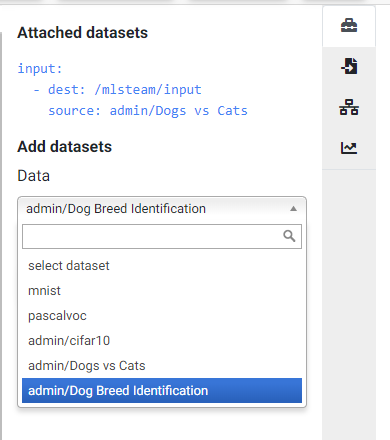 Attached datasets
input:
- dest: /mlsteam/input
source: admin/Dogs vs Cats
Add datasets
Data
admin/Dog Breed Identification
select dataset
mnist
pascalvoc
admin/cifar10
admin/Dogs vs Cats
admin/Dog Breed Identification